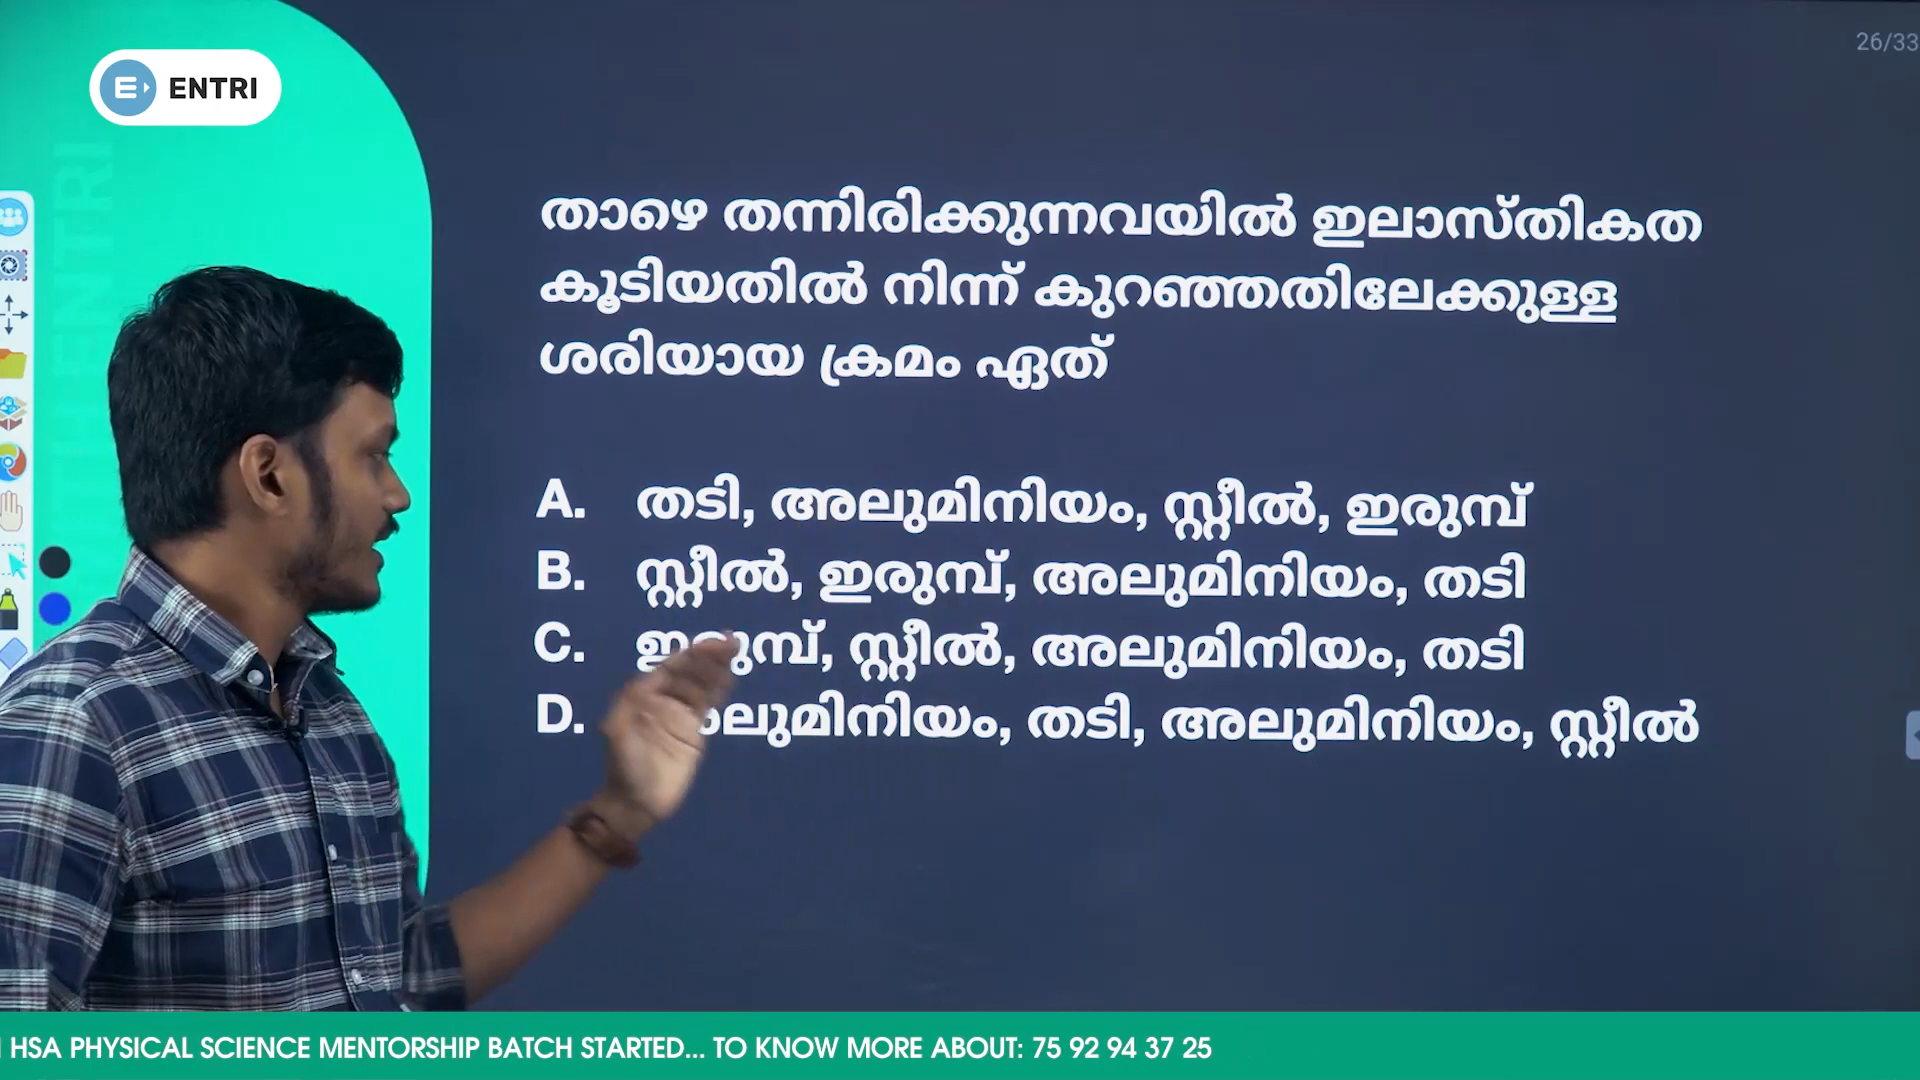 ENTRI
26/33
താഴെ തന്നിരിക്കുന്നവയിൽ ഇലാസ്തികത
കൂടിയതിൽ നിന്ന് കുറഞ്ഞതിലേക്കുള്ള
ശരിയായ ക്രമം ഏത്
A. തടി, അലുമിനിയം, സ്റ്റീൽ, ഇരുമ്പ്
B. സ്റ്റീൽ, ഇരുമ്പ്, അലുമിനിയം, തടി
C. ഇരുമ്പ്, സ്റ്റീൽ, അലുമിനിയം, തടി
D. അലുമിനിയം, തടി, അലുമിനിയം, സ്റ്റീൽ
HSA PHYSICAL SCIENCE MENTORSHIP BATCH STARTED... TO KNOW MORE ABOUT: 75 92 94 37 25